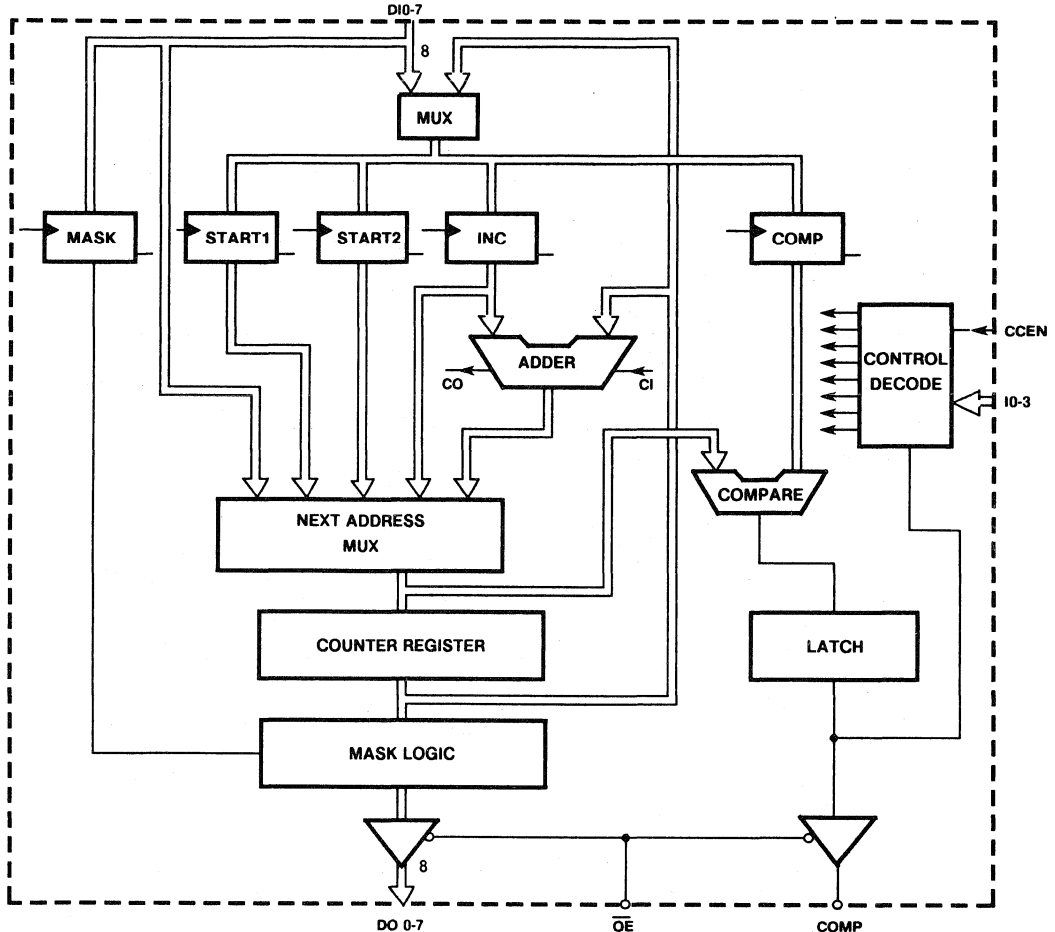 DI0-7
8
MUX
MASK
START1
START2
INC
COMP
ADDER
CO
CI
CONTROL
DECODE
CCEN
I0-3
COMPARE
NEXT ADDRESS
MUX
COUNTER REGISTER
LATCH
MASK LOGIC
8
DO 0-7
OE
COMP